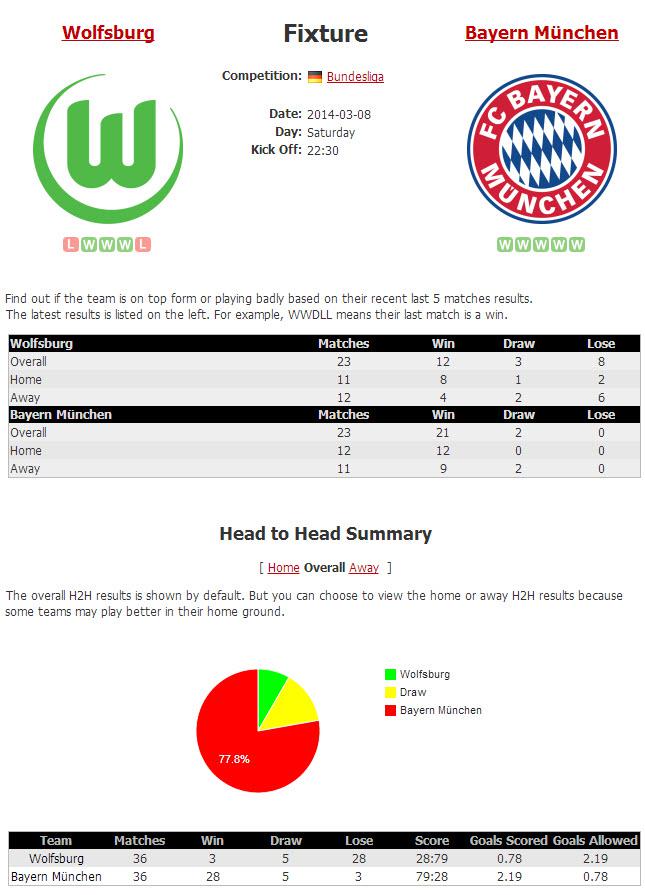 Wolfsburg
Fixture
Bayern München
Competition: Bundesliga
Date: 2014-03-08
Day: Saturday
Kick Off: 22:30
W
FC BAYERN
MÜNCHEN
L W W W L
W W W W W
Find out if the team is on top form or playing badly based on their recent last 5 matches results.
The latest results is listed on the left. For example, WWDLL means their last match is a win.
Wolfsburg Matches Win Draw Lose
Overall 23 12 3 8
Home 11 8 1 2
Away 12 4 2 6
Bayern München Matches Win Draw Lose
Overall 23 21 2 0
Home 12 12 0 0
Away 11 9 2 0
Head to Head Summary
[ Home Overall Away ]
The overall H2H results is shown by default. But you can choose to view the home or away H2H results because
some teams may play better in their home ground.
Wolfsburg
Draw
Bayern München
77.8%
Team Matches Win Draw Lose Score Goals Scored Goals Allowed
Wolfsburg 36 3 5 28 28:79 0.78 2.19
Bayern München 36 28 5 3 79:28 2.19 0.78